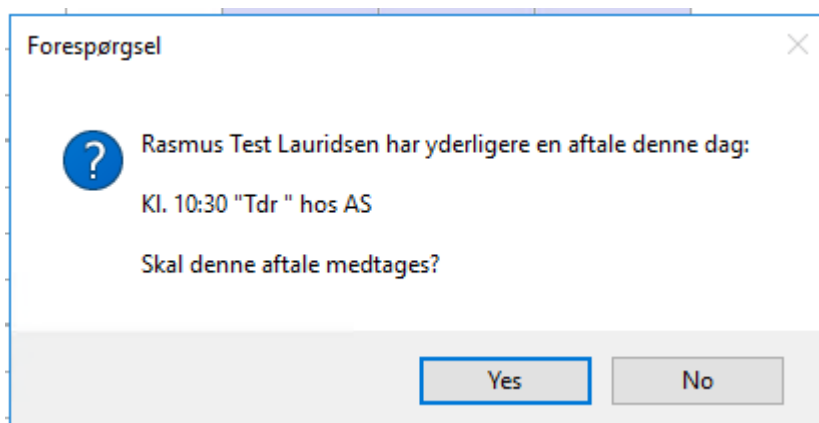 Forespørgsel
Rasmus Test Lauridsen har yderligere en aftale denne dag:
Kl. 10:30 "Tdr " hos AS
Skal denne aftale medtages?
Yes
No